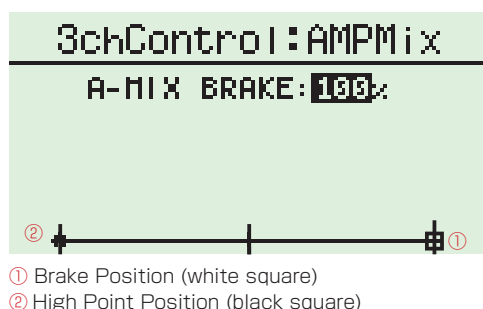 3chControl:AMPMix
A-MIX BRAKE:100%
②
①
① Brake Position (white square)
② High Point Position (black square)